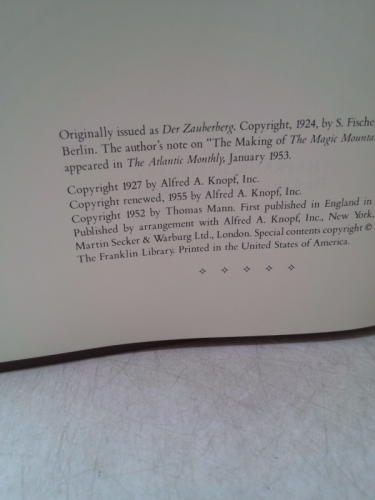 Originally issued as Der Zauberberg. Copyright, 1924, by S. Fische
Berlin. The author's note on "The Making of The Magic Mounta
appeared in The Atlantic Monthly, January 1953.
Copyright 1927 by Alfred A. Knopf, Inc.
Copyright renewed, 1955 by Alfred A. Knopf, Inc.
Copyright 1952 by Thomas Mann. First published in England in
Published by arrangement with Alfred A. Knopf, Inc., New York,
Martin Secker & Warburg Ltd., London. Special contents copyright ©
The Franklin Library. Printed in the United States of America.